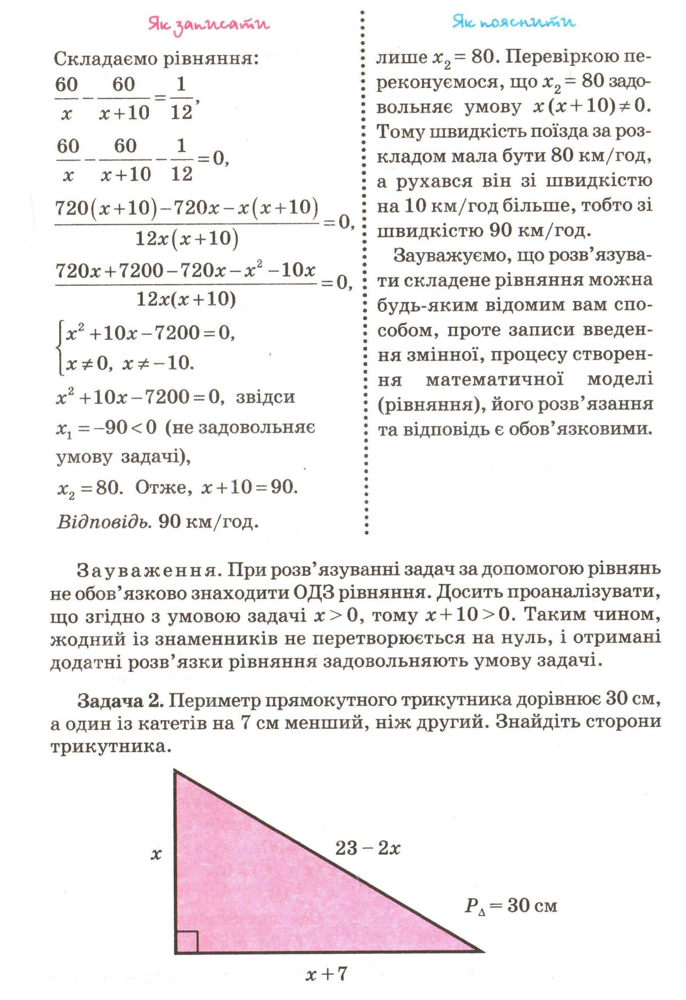 Як записати
Складаємо рівняння:
60/x − 60/(x+10) = 1/12,
60/x − 60/(x+10) − 1/12 = 0,
(720(x+10)−720x−x(x+10))/(12x(x+10)) = 0,
(720x+7200−720x−x²−10x)/(12x(x+10)) = 0,
{x²+10x−7200=0,
x≠0, x≠−10.
x²+10x−7200=0, звідси
x₁ = −90<0 (не задовольняє
умову задачі),
x₂ = 80. Отже, x+10=90.
Відповідь. 90 км/год.
Як пояснити
лише x₂ = 80. Перевіркою пе-
реконуємося, що x₂ = 80 задо-
вольняє умову x(x+10)≠0.
Тому швидкість поїзда за роз-
кладом мала бути 80 км/год,
а рухався він зі швидкістю
на 10 км/год більше, тобто зі
швидкістю 90 км/год.
Зауважуємо, що розв’язува-
ти складене рівняння можна
будь-яким відомим вам спо-
собом, проте записи введен-
ня змінної, процесу створен-
ня математичної моделі
(рівняння), його розв’язання
та відповідь є обов’язковими.
Зауваження. При розв’язуванні задач за допомогою рівнянь
не обов’язково знаходити ОДЗ рівняння. Досить проаналізувати,
що згідно з умовою задачі x > 0, тому x+10>0. Таким чином,
жодний із знаменників не перетворюється на нуль, і отримані
додатні розв’язки рівняння задовольняють умову задачі.
Задача 2. Периметр прямокутного трикутника дорівнює 30 см,
а один із катетів на 7 см менший, ніж другий. Знайдіть сторони
трикутника.
x
23 – 2x
P△ = 30 см
x + 7